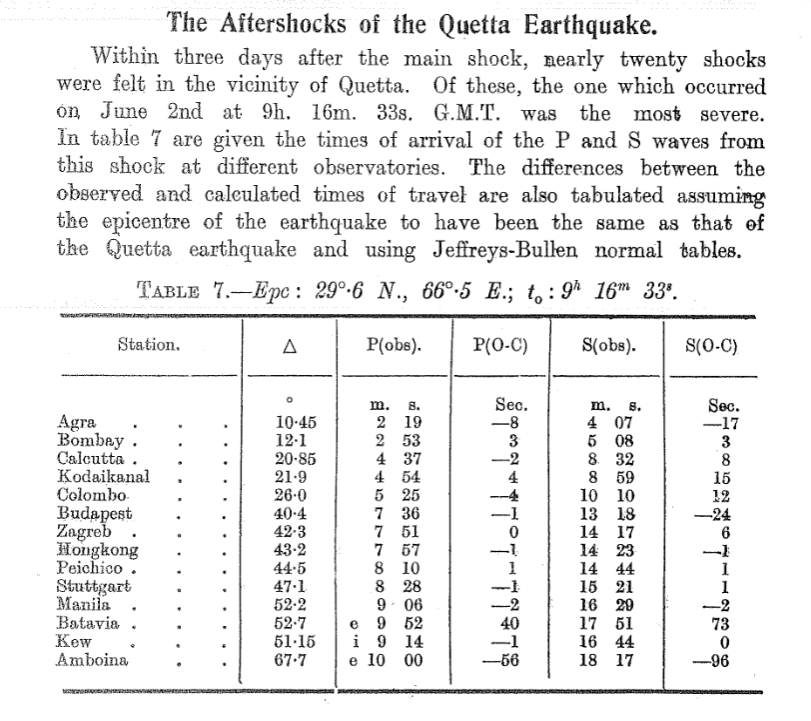 The Aftershocks of the Quetta Earthquake.
Within three days after the main shock, nearly twenty shocks
were felt in the vicinity of Quetta. Of these, the one which occurred
on June 2nd at 9h. 16m. 33s. G.M.T. was the most severe.
In table 7 are given the times of arrival of the P and S waves from
this shock at different observatories. The differences between the
observed and calculated times of travel are also tabulated assuming
the epicentre of the earthquake to have been the same as that of
the Quetta earthquake and using Jeffreys-Bullen normal tables.
TABLE 7.—Epc : 29°·6 N., 66°·5 E.; t₀ : 9ʰ 16ᵐ 33ˢ.
Station. Δ P(obs). P(O-C) S(obs). S(O-C)
° m. s. Sec. m. s. Sec.
Agra . . . 10·45 2 19 —8 4 07 —17
Bombay . . . 12·1 2 53 3 5 08 3
Calcutta . . . 20·85 4 37 —2 8 32 8
Kodaikanal . . 21·9 4 54 4 8 59 15
Colombo . . . 26·0 5 25 —4 10 10 12
Budapest . . 40·4 7 36 —1 13 18 —24
Zagreb . . . 42·3 7 51 0 14 17 6
Hongkong . . 43·2 7 57 —1 14 23 —1
Peichico . . . 44·5 8 10 1 14 44 1
Stuttgart . . 47·1 8 28 —1 15 21 1
Manila . . . 52·2 9 06 —2 16 29 —2
Batavia . . . 52·7 e 9 52 40 17 51 73
Kew . . . 51·15 i 9 14 —1 16 44 0
Amboina . . 67·7 e 10 00 —56 18 17 —96